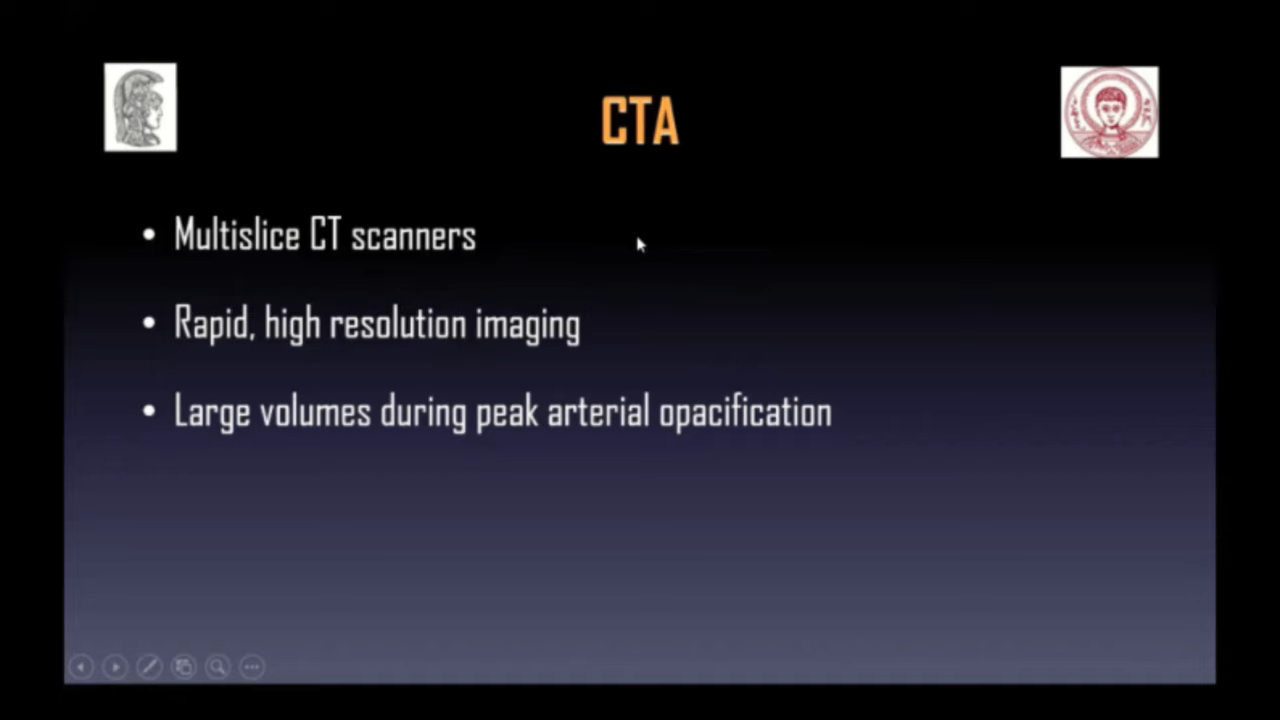 CTA
• Multislice CT scanners
• Rapid, high resolution imaging
• Large volumes during peak arterial opacification